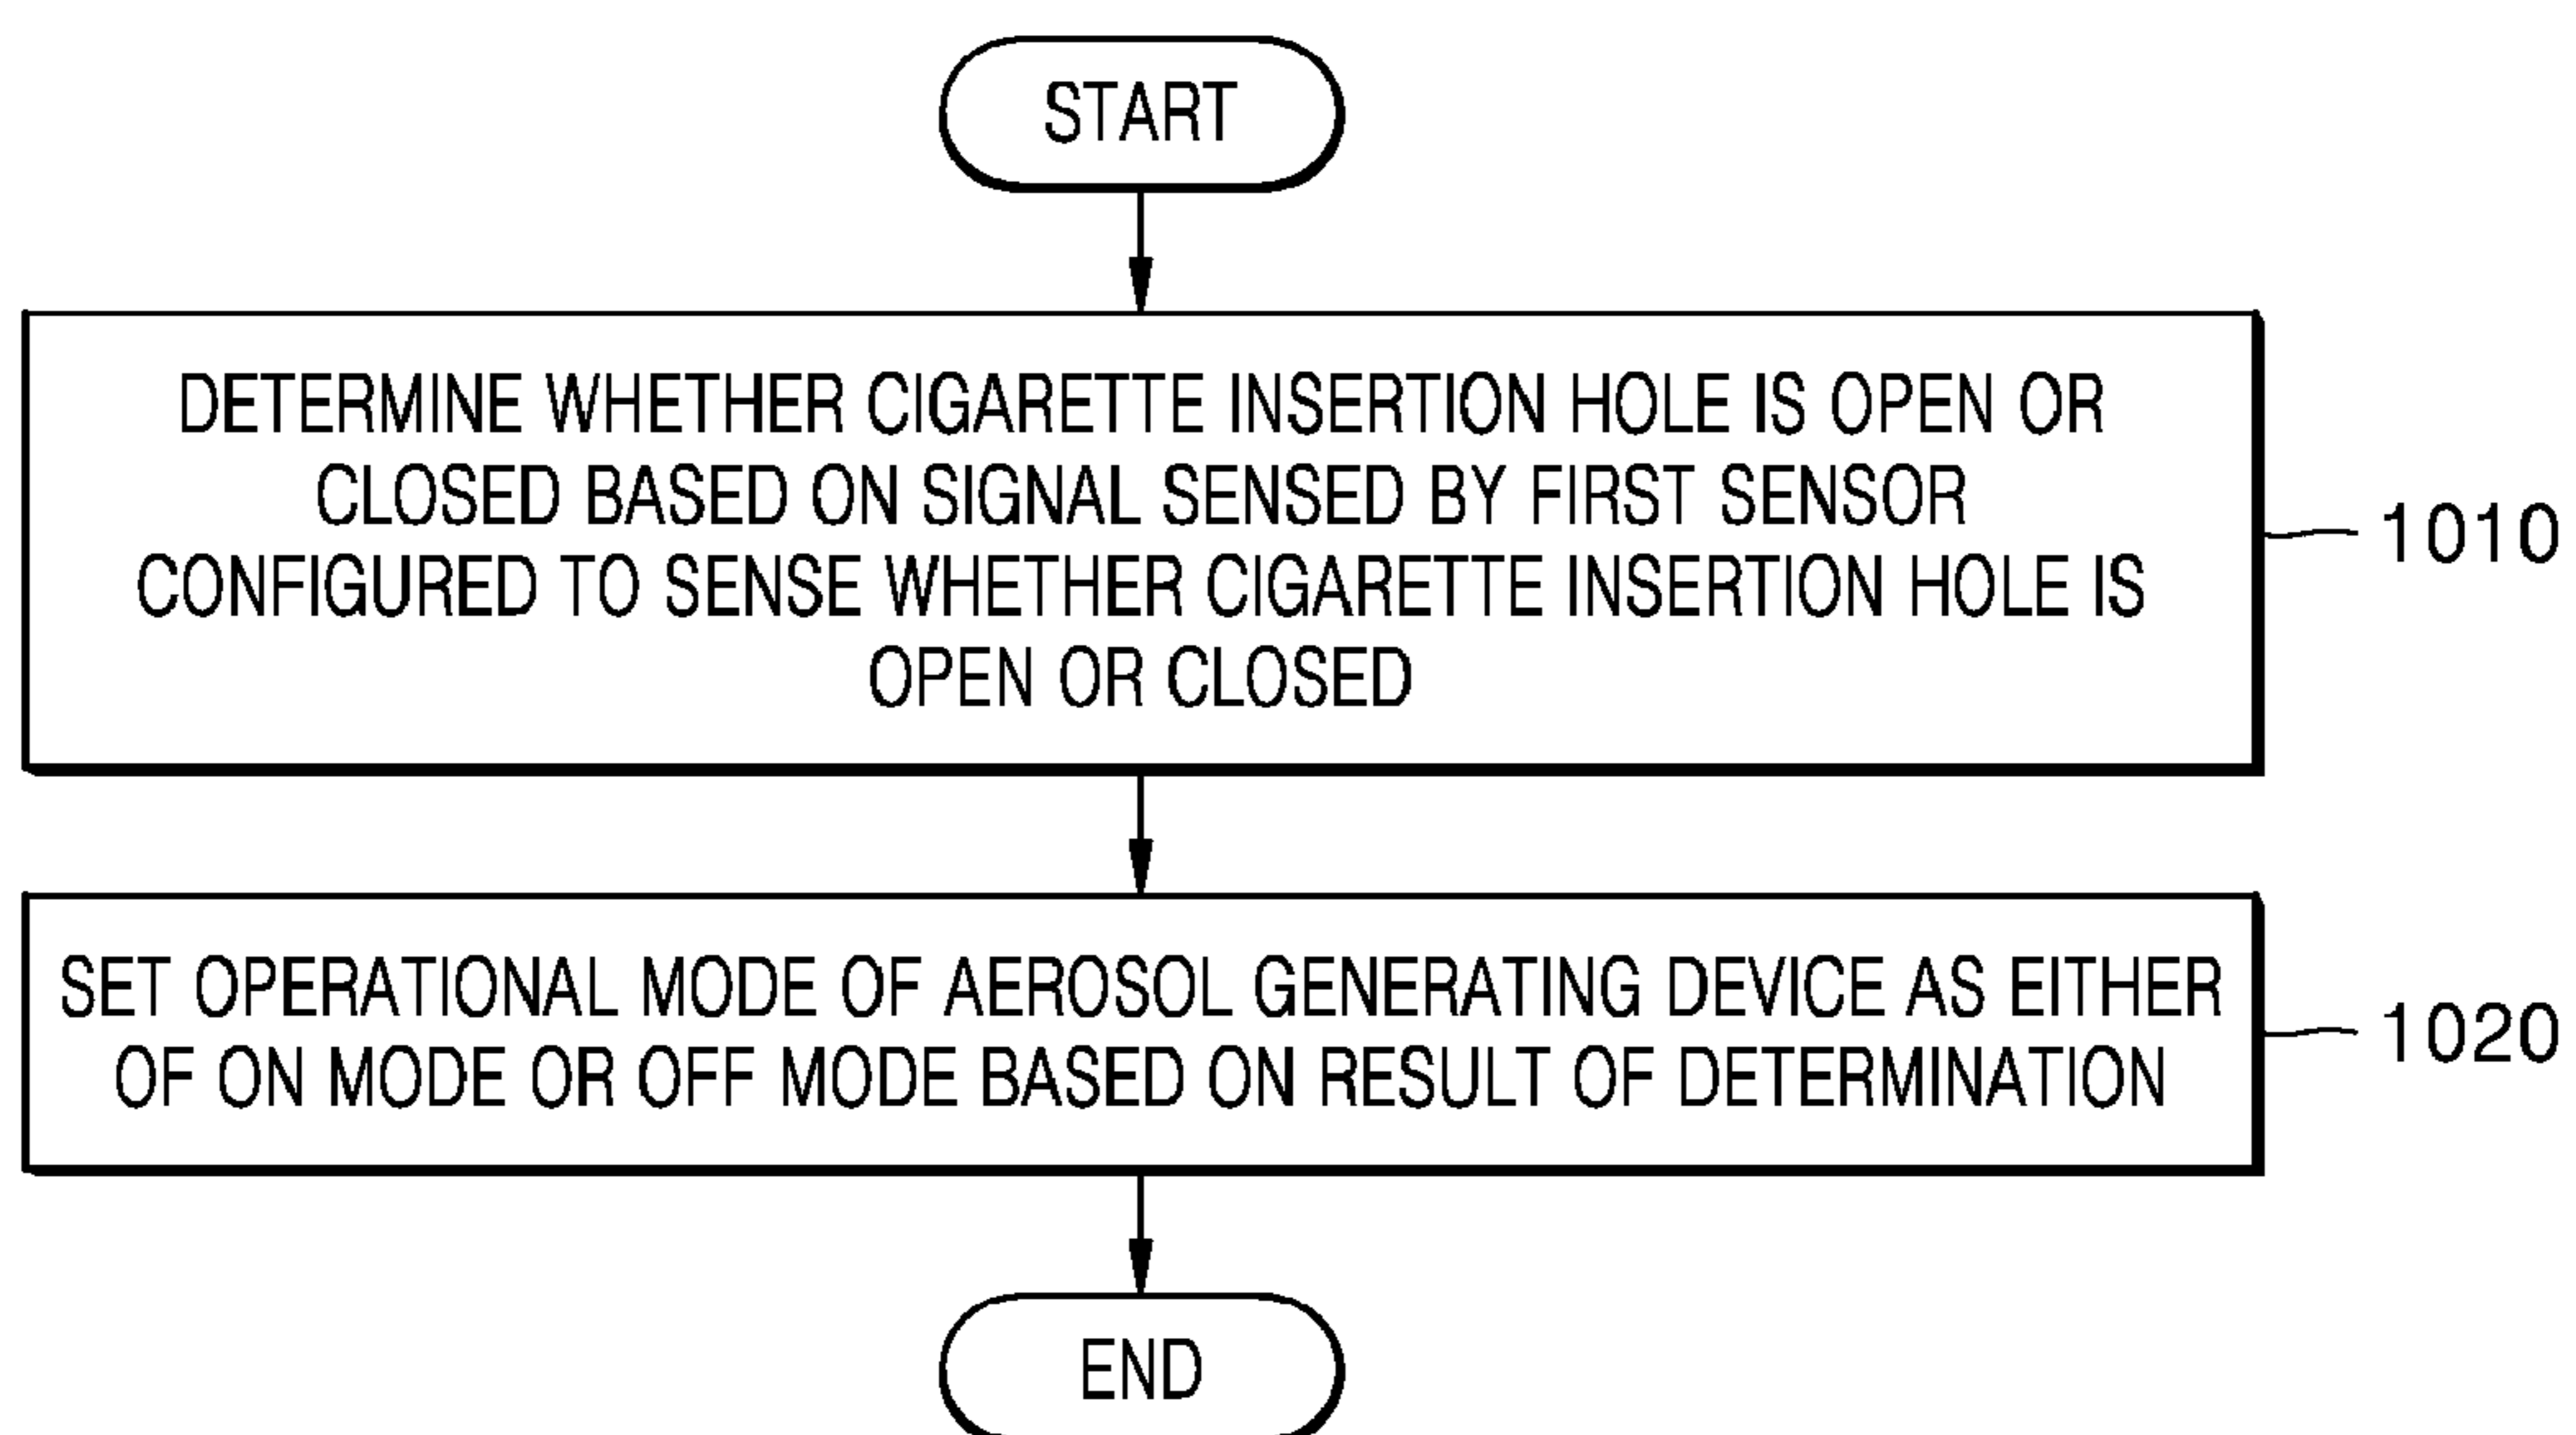 START
DETERMINE WHETHER CIGARETTE INSERTION HOLE IS OPEN OR
CLOSED BASED ON SIGNAL SENSED BY FIRST SENSOR
CONFIGURED TO SENSE WHETHER CIGARETTE INSERTION HOLE IS
OPEN OR CLOSED
1010
SET OPERATIONAL MODE OF AEROSOL GENERATING DEVICE AS EITHER
OF ON MODE OR OFF MODE BASED ON RESULT OF DETERMINATION
1020
END